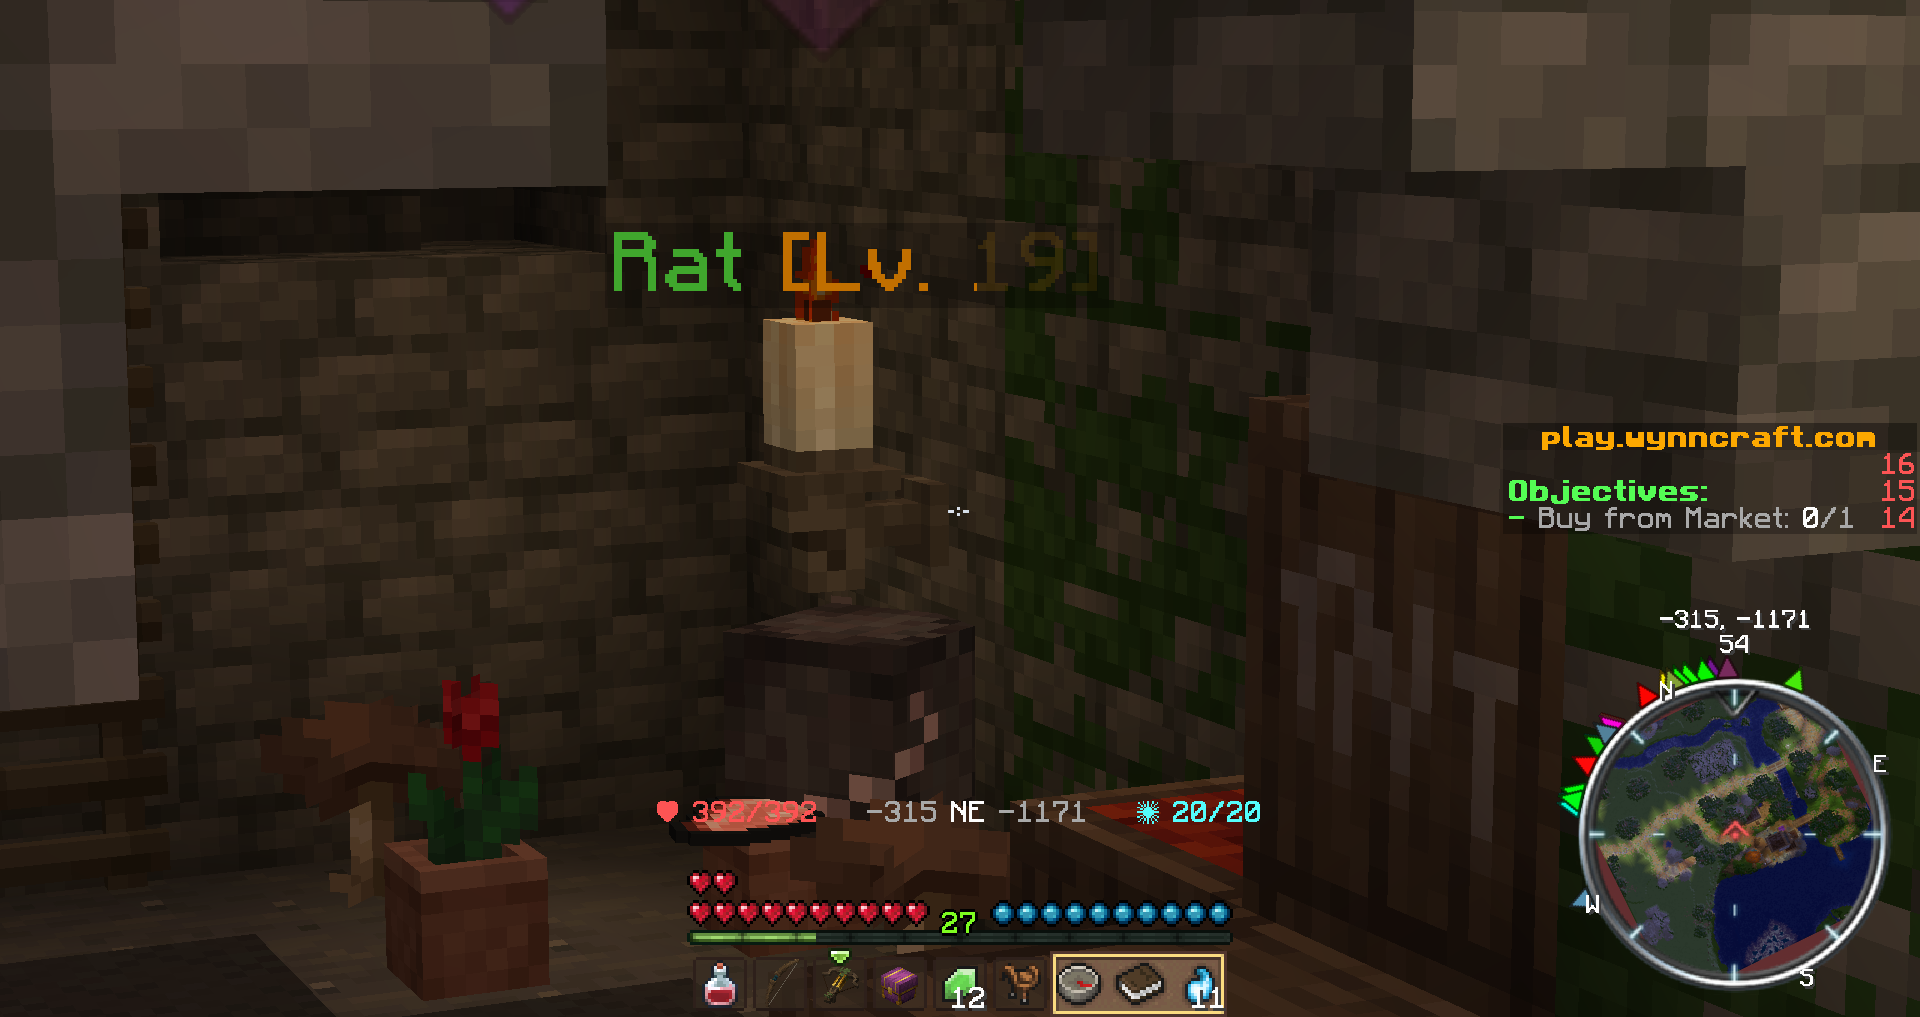 Rat [Lv. 19]
play.wynncraft.com
16
Objectives: 15
- Buy from Market: 0/1 14
-315, -1171
54
N
E
W
S
392/392 -315 NE -1171 20/20
27
12
11